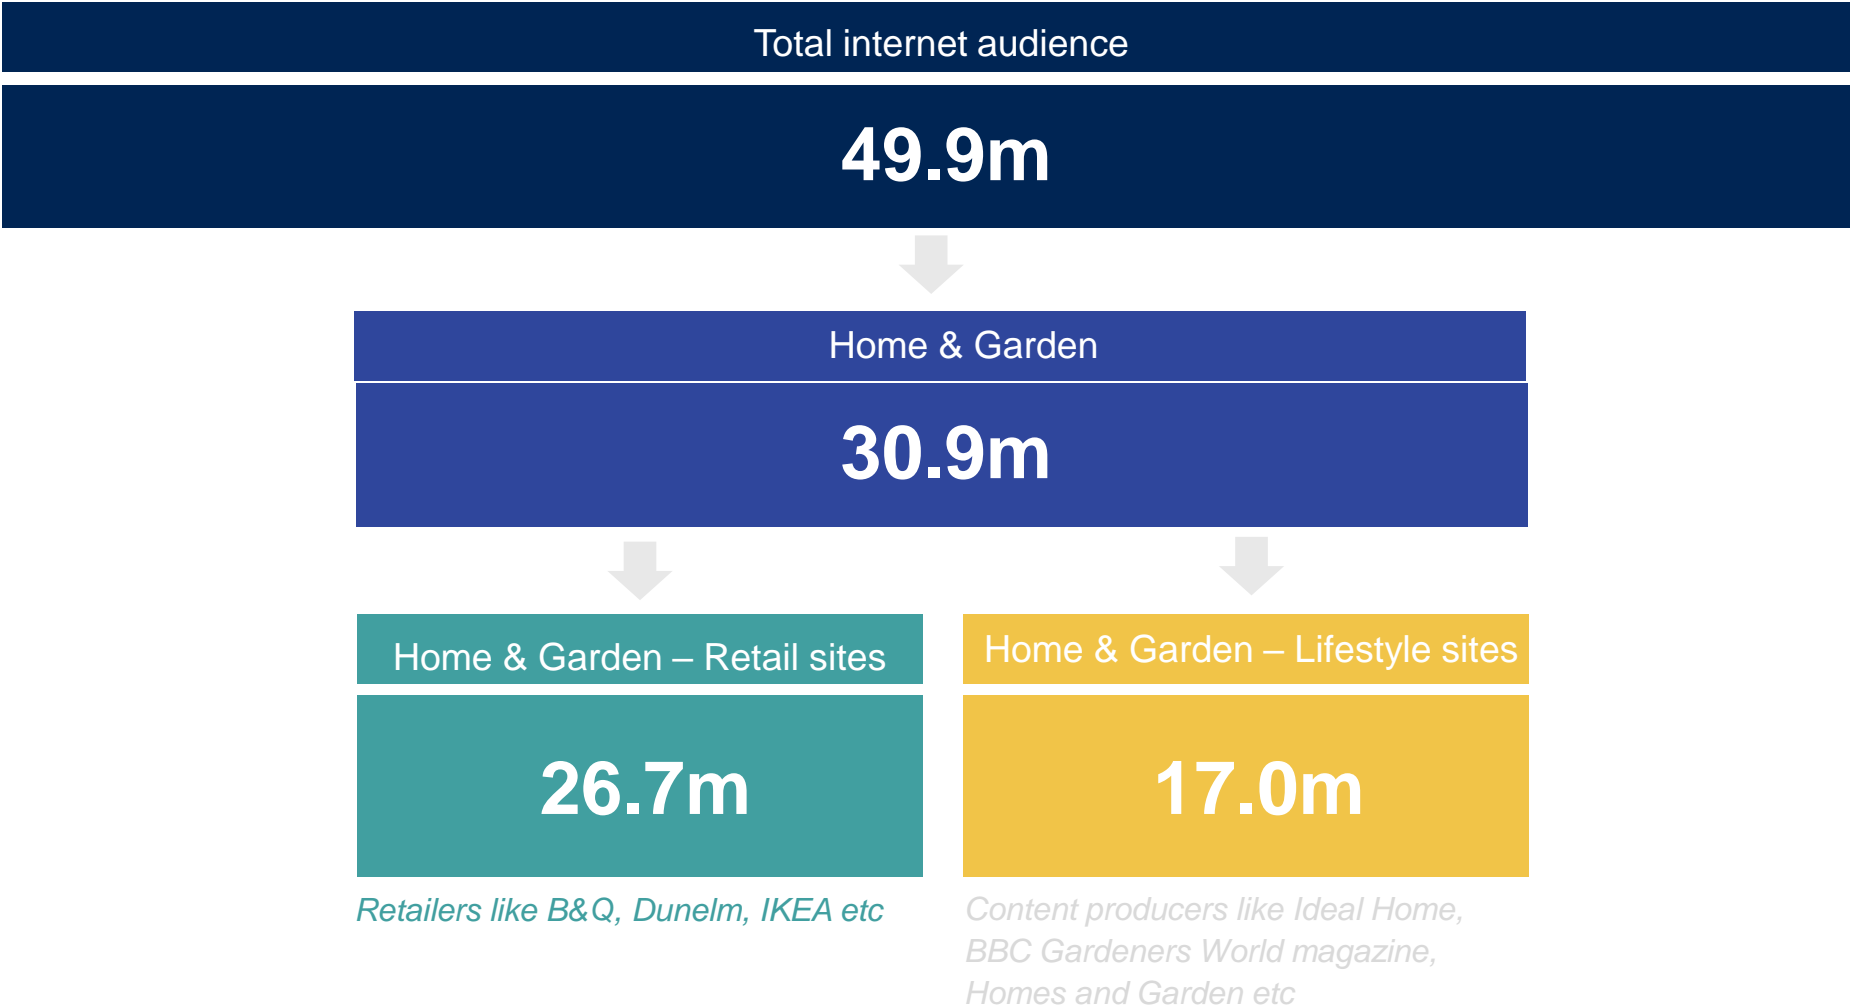 Total internet audience
49.9m
Home & Garden
30.9m
Home & Garden – Retail sites
26.7m
Retailers like B&Q, Dunelm, IKEA etc
Home & Garden – Lifestyle sites
17.0m
Content producers like Ideal Home,
BBC Gardeners World magazine,
Homes and Garden etc